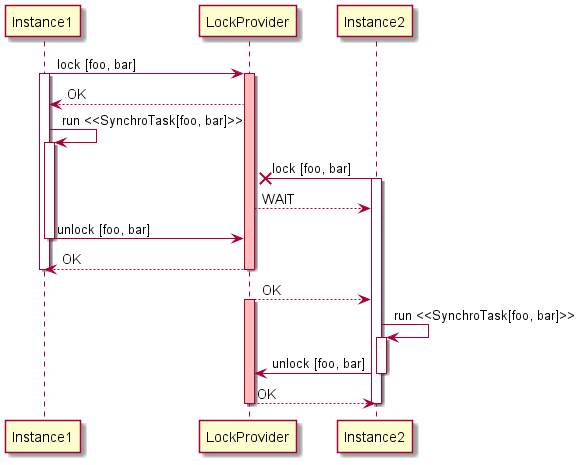 Instance1
LockProvider
Instance2
lock [foo, bar]
OK
run <<SynchroTask[foo, bar]>>
lock [foo, bar]
WAIT
unlock [foo, bar]
OK
OK
run <<SynchroTask[foo, bar]>>
unlock [foo, bar]
OK
Instance1
LockProvider
Instance2